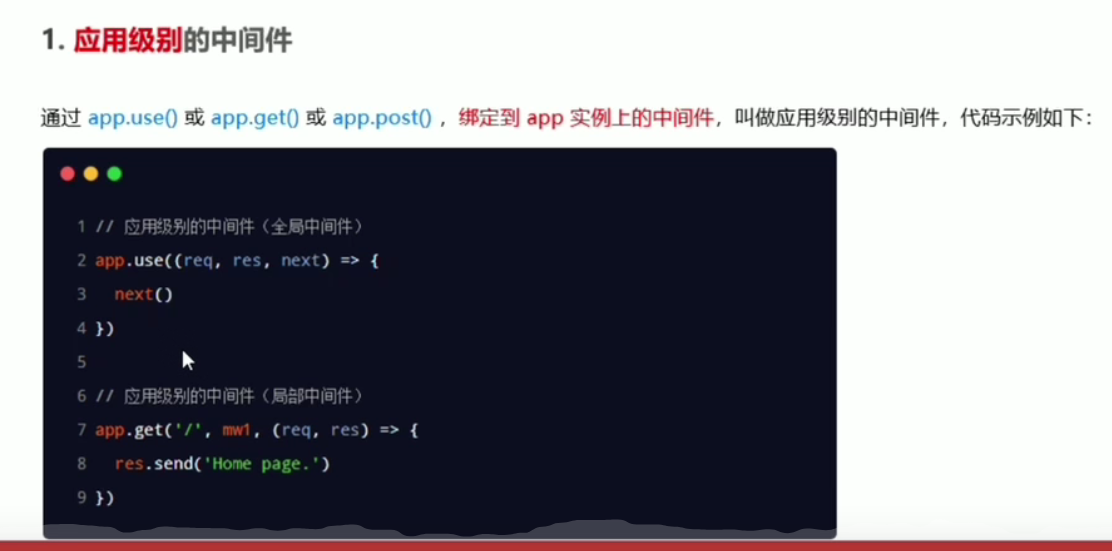 1. 应用级别的中间件
通过 app.use() 或 app.get() 或 app.post() ，绑定到 app 实例上的中间件，叫做应用级别的中间件，代码示例如下：
1 // 应用级别的中间件（全局中间件）
2 app.use((req, res, next) => {
3   next()
4 })
5
6 // 应用级别的中间件（局部中间件）
7 app.get('/', mw1, (req, res) => {
8   res.send('Home page.')
9 })